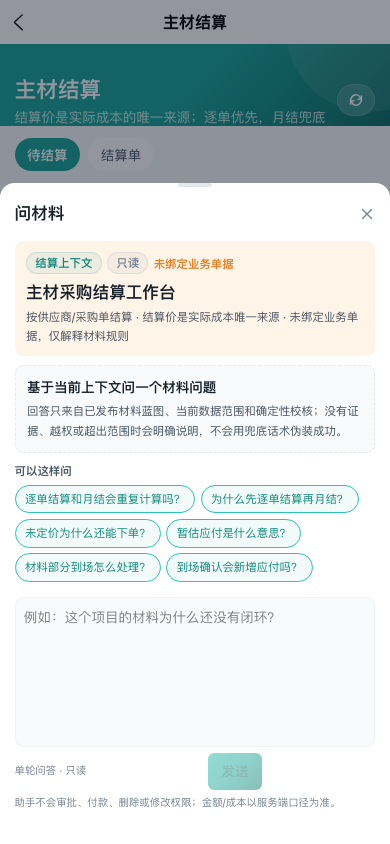 主材结算
主材结算
结算价是实际成本的唯一来源；逐单优先，月结兜底
待结算
结算单
问材料
结算上下文
只读
未绑定业务单据
主材采购结算工作台
按供应商/采购单结算 · 结算价是实际成本唯一来源 · 未绑定业务单
据，仅解释材料规则
基于当前上下文问一个材料问题
回答只来自已发布材料蓝图、当前数据范围和确定性校核；没有证
据、越权或超出范围时会明确说明，不会用兜底话术伪装成功。
可以这样问
逐单结算和月结会重复计算吗？
为什么先逐单结算再月结？
未定价为什么还能下单？
暂估应付是什么意思？
材料部分到场怎么处理？
到场确认会新增应付吗？
例如：这个项目的材料为什么还没有闭环？
单轮问答 · 只读
发送
助手不会审批、付款、删除或修改权限；金额/成本以服务端口径为准。